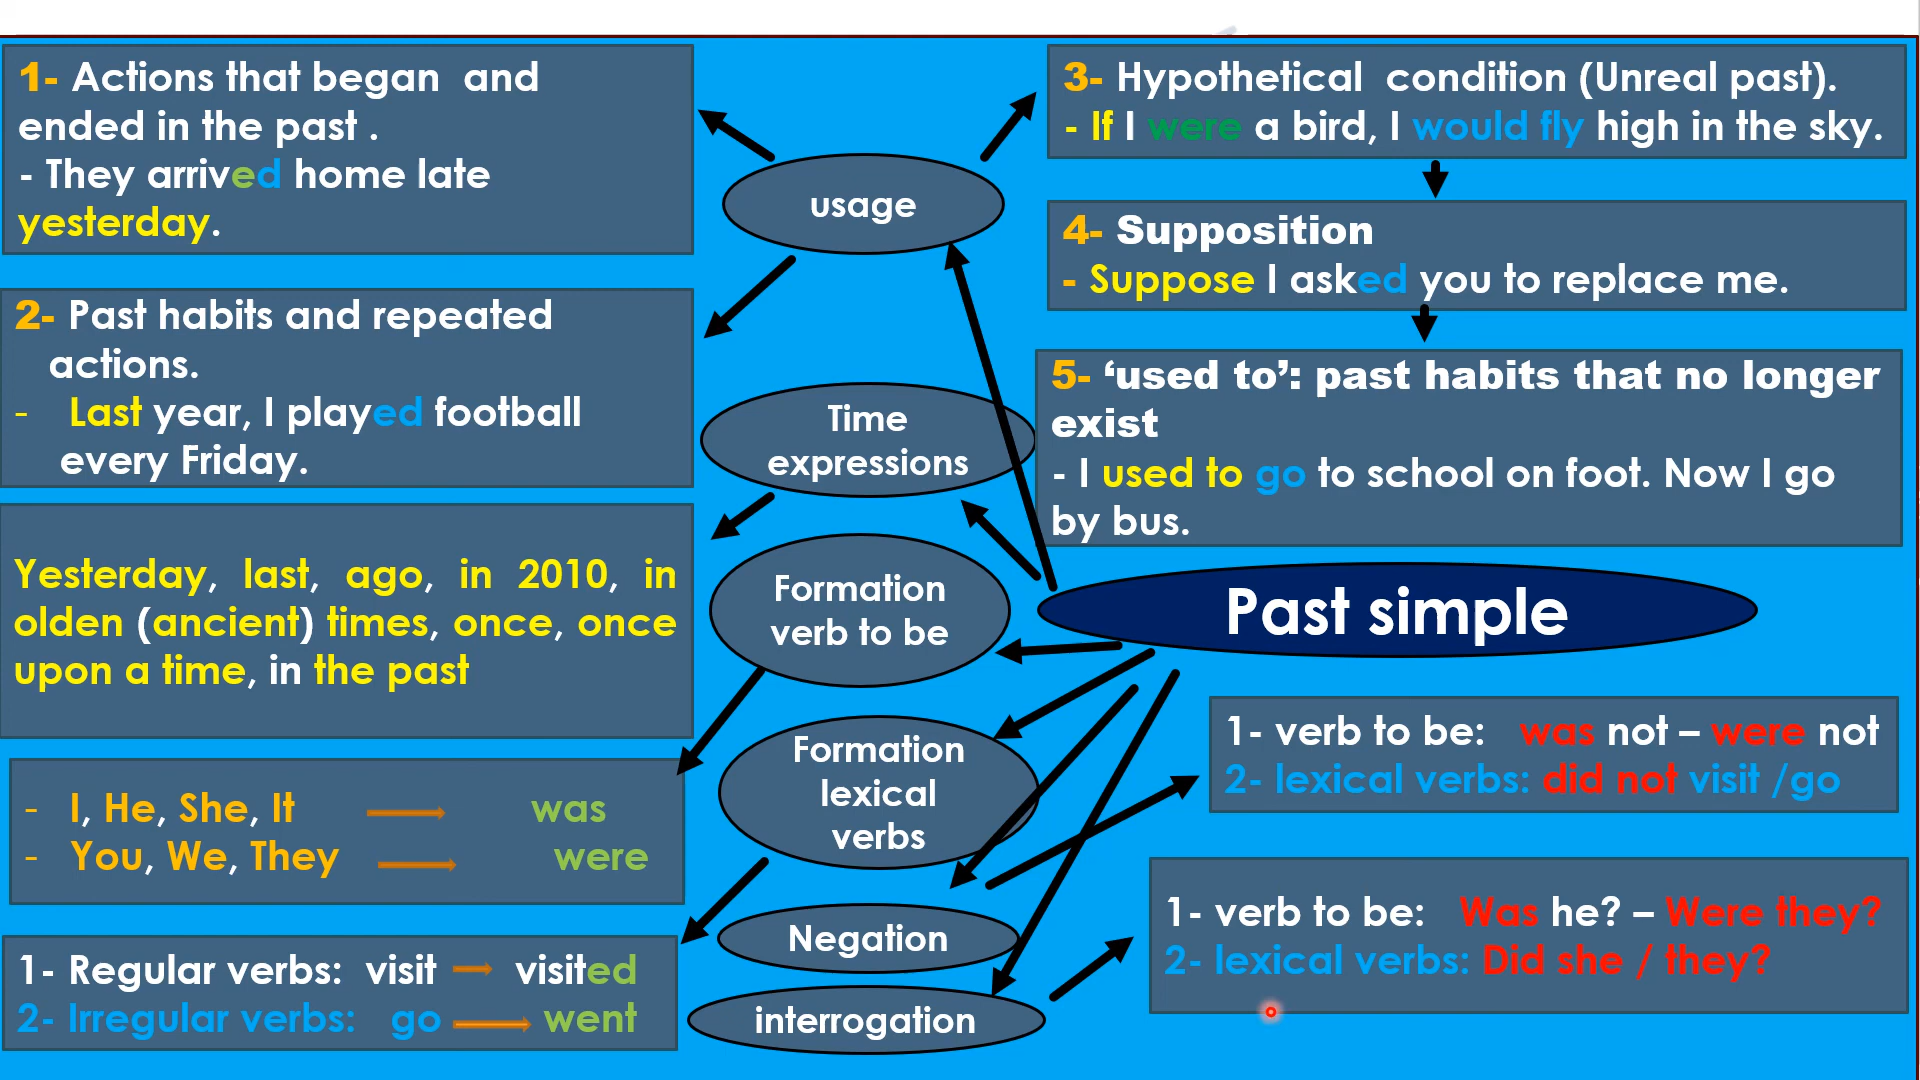 1- Actions that began and
ended in the past .
- They arrived home late
yesterday.
2- Past habits and repeated
actions.
- Last year, I played football
every Friday.
Yesterday, last, ago, in 2010, in
olden (ancient) times, once, once
upon a time, in the past
- I, He, She, It was
- You, We, They were
1- Regular verbs: visit visited
2- Irregular verbs: go went
usage
Time
expressions
Formation
verb to be
Formation
lexical
verbs
Negation
interrogation
3- Hypothetical condition (Unreal past).
- If I were a bird, I would fly high in the sky.
4- Supposition
- Suppose I asked you to replace me.
5- ‘used to’: past habits that no longer
exist
- I used to go to school on foot. Now I go
by bus.
Past simple
1- verb to be: was not – were not
2- lexical verbs: did not visit /go
1- verb to be: Was he? – Were they?
2- lexical verbs: Did she / they?